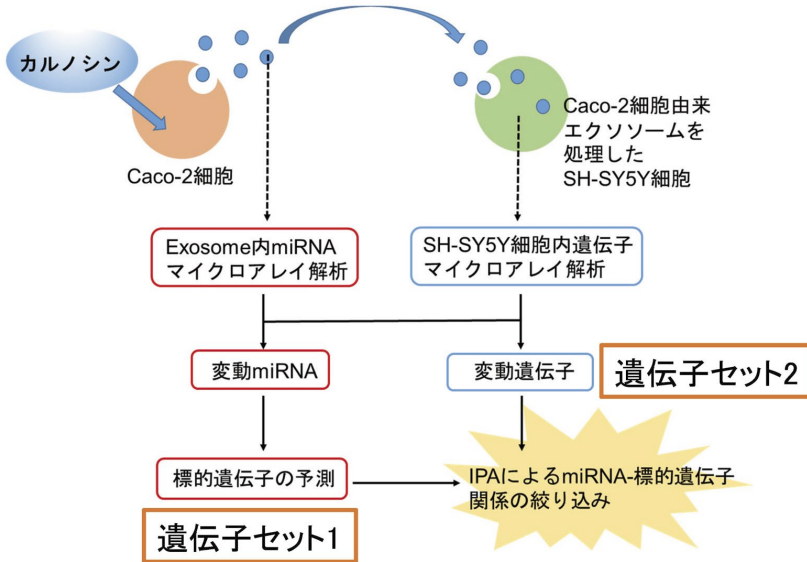 カルノシン
Caco-2細胞
Caco-2細胞由来
エクソソームを
処理した
SH-SY5Y細胞
Exosome内miRNA
マイクロアレイ解析
SH-SY5Y細胞内遺伝子
マイクロアレイ解析
変動miRNA
変動遺伝子
遺伝子セット2
標的遺伝子の予測
IPAによるmiRNA-標的遺伝子
関係の絞り込み
遺伝子セット1